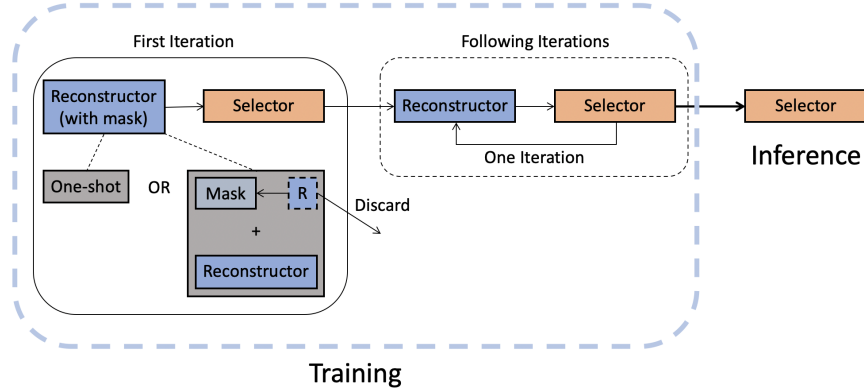 First Iteration
Following Iterations
Reconstructor
(with mask)
Selector
Reconstructor
Selector
Selector
One Iteration
Inference
One-shot
OR
Mask
R
Discard
+
Reconstructor
Training